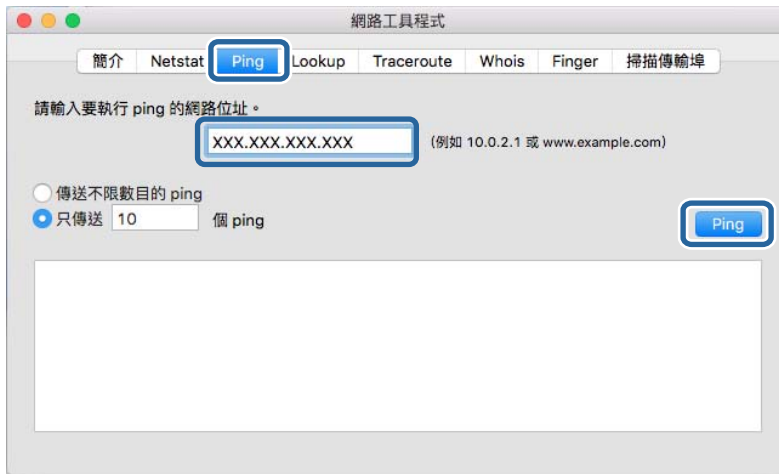 網路工具程式
簡介 Netstat Ping Lookup Traceroute Whois Finger 掃描傳輸埠
請輸入要執行 ping 的網路位址。
XXX.XXX.XXX.XXX (例如 10.0.2.1 或 www.example.com)
傳送不限數目的 ping
只傳送 10 個 ping
Ping